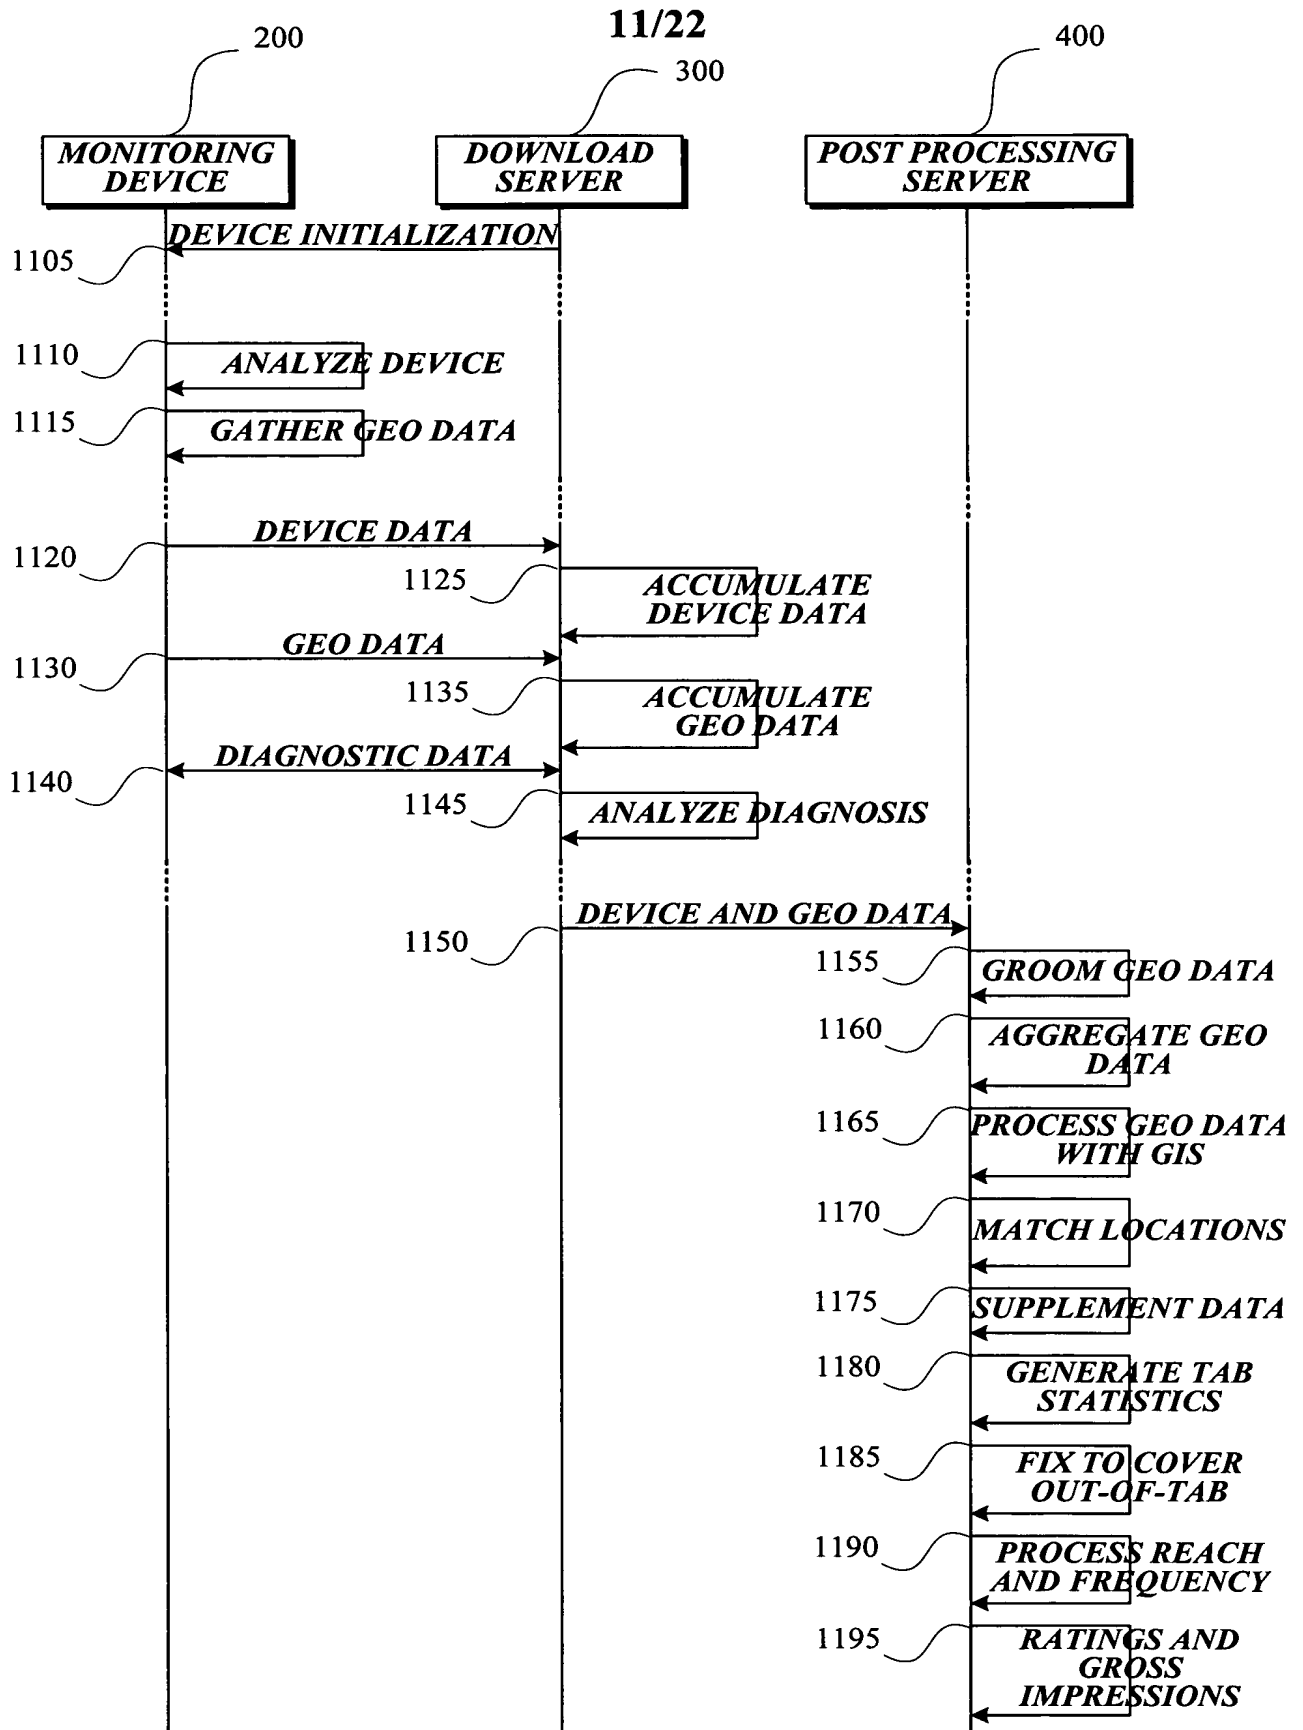 11/22
200
300
400
MONITORING
DEVICE
DOWNLOAD
SERVER
POST PROCESSING
SERVER
DEVICE INITIALIZATION
1105
1110
ANALYZE DEVICE
1115
GATHER GEO DATA
DEVICE DATA
1120
1125
ACCUMULATE
DEVICE DATA
GEO DATA
1130
1135
ACCUMULATE
GEO DATA
DIAGNOSTIC DATA
1140
1145
ANALYZE DIAGNOSIS
DEVICE AND GEO DATA
1150
1155
GROOM GEO DATA
1160
AGGREGATE GEO
DATA
1165
PROCESS GEO DATA
WITH GIS
1170
MATCH LOCATIONS
1175
SUPPLEMENT DATA
1180
GENERATE TAB
STATISTICS
1185
FIX TO COVER
OUT-OF-TAB
1190
PROCESS REACH
AND FREQUENCY
1195
RATINGS AND
GROSS
IMPRESSIONS